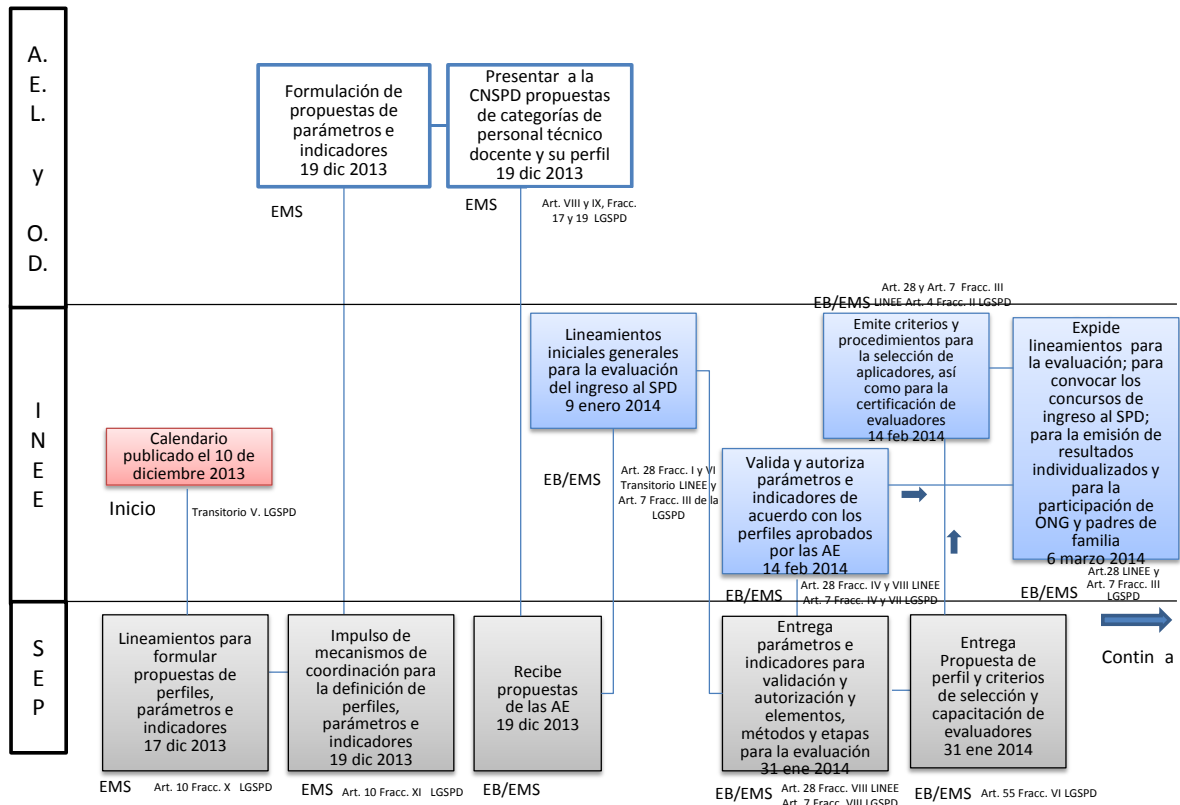 A.
E.
L.
y
O.
D.
Formulación de
propuestas de
parámetros e
indicadores
19 dic 2013
EMS
Presentar a la
CNSPD propuestas
de categorías de
personal técnico
docente y su perfil
19 dic 2013
EMS
Art. VIII y IX, Fracc.
17 y 19 LGSPD
I
N
E
E
Calendario
publicado el 10 de
diciembre 2013
Inicio
Transitorio V. LGSPD
Lineamientos
iniciales generales
para la evaluación
del ingreso al SPD
9 enero 2014
EB/EMS
Art. 28 Fracc. I y VI
Transitorio LINEE y
Art. 7 Fracc. III de la
LGSPD
Valida y autoriza
parámetros e
indicadores de
acuerdo con los
perfiles aprobados
por las AE
14 feb 2014
EB/EMS
Art. 28 Fracc. IV y VIII LINEE
Art. 7 Fracc. IV y VII LGSPD
Art. 28 y Art. 7 Fracc. III
EB/EMS LINEE Art. 4 Fracc. II LGSPD
Emite criterios y
procedimientos para
la selección de
aplicadores, así
como para la
certificación de
evaluadores
14 feb 2014
Expide
lineamientos para
la evaluación; para
convocar los
concursos de
ingreso al SPD;
para la emisión de
resultados
individualizados y
para la
participación de
ONG y padres de
familia
6 marzo 2014
EB/EMS
Art.28 LINEE y
Art. 7 Fracc. III
LGSPD
Contin a
S
E
P
Lineamientos para
formular propuestas
de perfiles,
parámetros e
indicadores
17 dic 2013
EMS Art. 10 Fracc. X LGSPD
Impulso de
mecanismos de
coordinación para
la definición de
perfiles,
parámetros e
indicadores
19 dic 2013
EMS Art. 10 Fracc. XI LGSPD
Recibe
propuestas
de las AE
19 dic 2013
EB/EMS
Entrega
parámetros e
indicadores para
validación y
autorización y
elementos,
métodos y etapas
para la evaluación
31 ene 2014
EB/EMS
Art. 28 Fracc. VIII LINEE
Art. 7 Fracc. VIII LGSPD
Entrega
Propuesta de
perfil y criterios
de selección y
capacitación de
evaluadores
31 ene 2014
EB/EMS Art. 55 Fracc. VI LGSPD